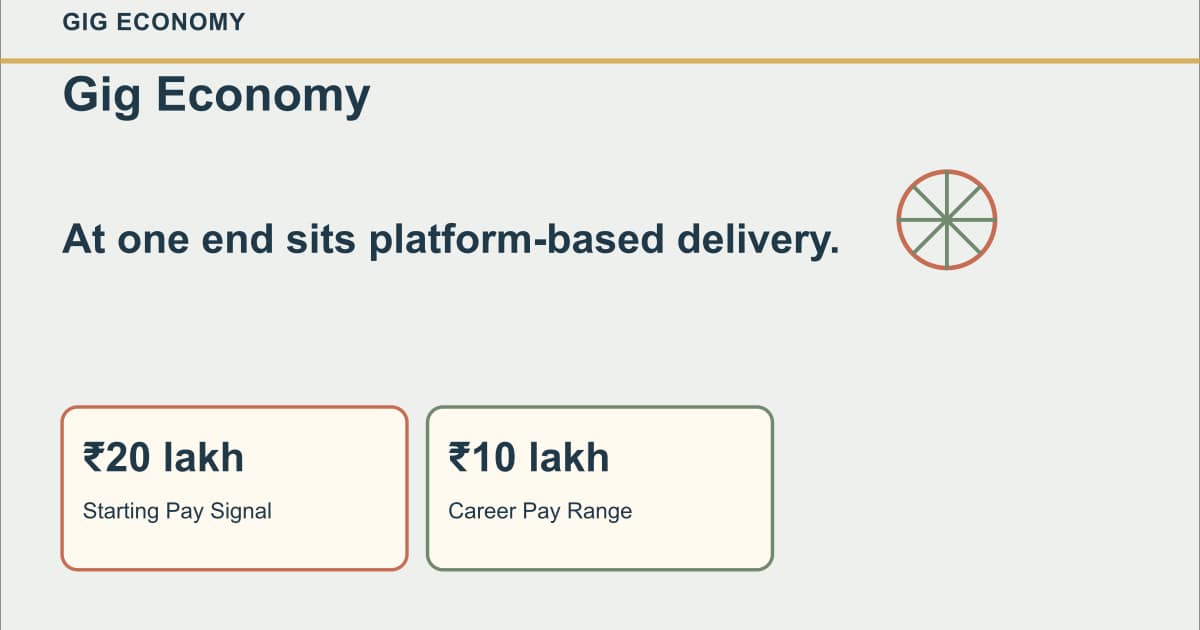 GIG ECONOMY
Gig Economy
At one end sits platform-based delivery.
₹20 lakh
Starting Pay Signal
₹10 lakh
Career Pay Range